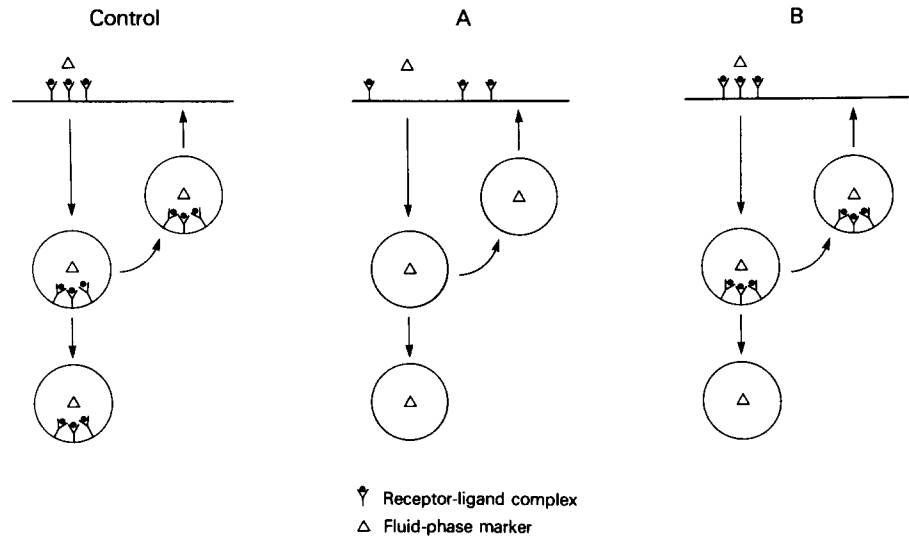 Control
A
B
Receptor-ligand complex
Fluid-phase marker